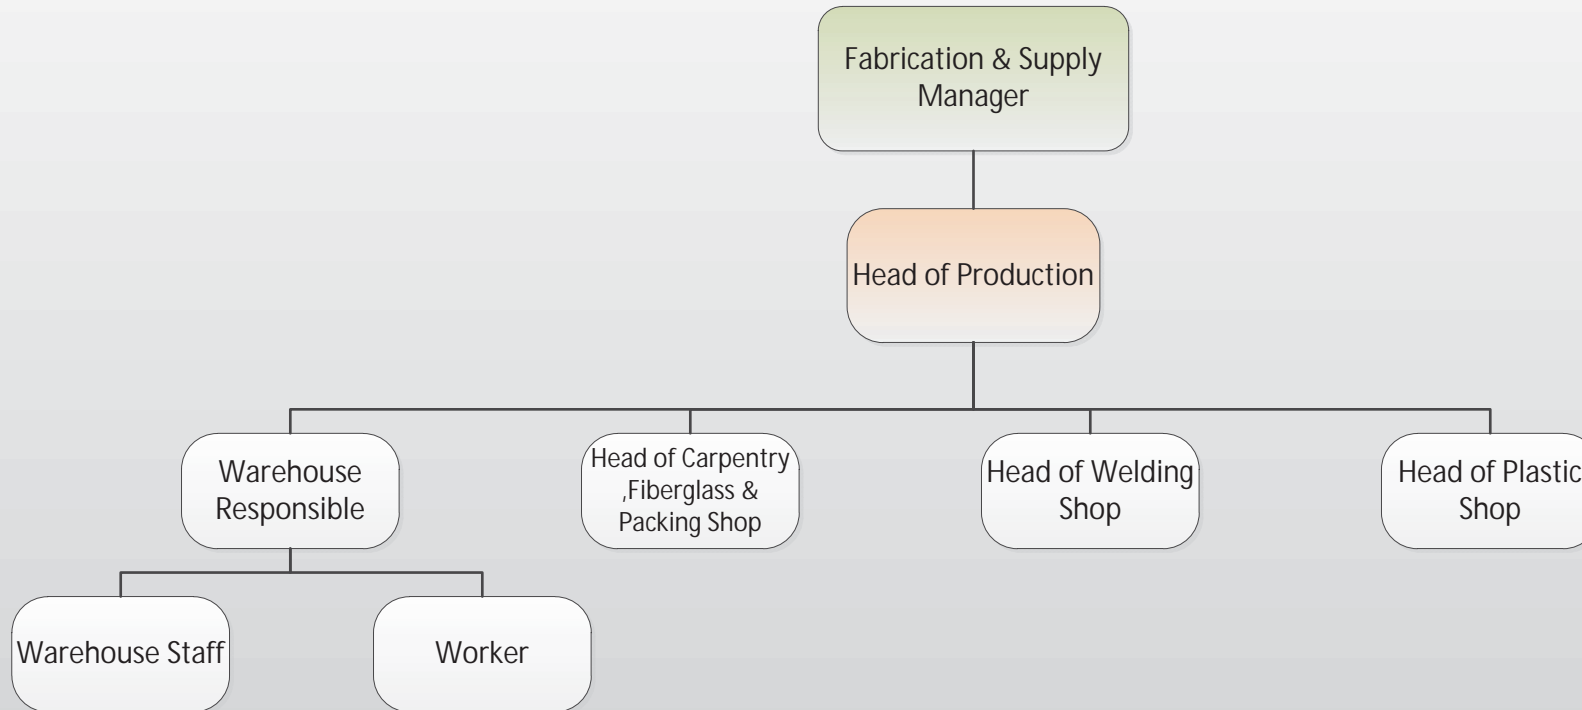 Fabrication & Supply
Manager
Head of Production
Warehouse
Responsible
Head of Carpentry
,Fiberglass &
Packing Shop
Head of Welding
Shop
Head of Plastic
Shop
Warehouse Staff
Worker